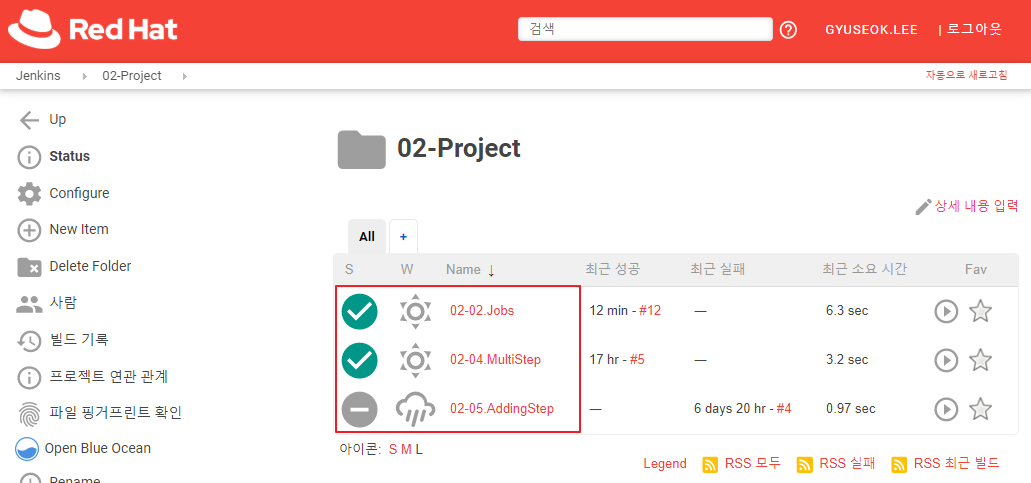 Red Hat
검색
GYUSEOK.LEE
| 로그아웃
Jenkins
02-Project
자동으로 새로고침
Up
Status
Configure
New Item
Delete Folder
사람
빌드 기록
프로젝트 연관 관계
파일 핑거프린트 확인
Open Blue Ocean
Rename
02-Project
상세 내용 입력
All
+
S W Name ↓ 최근 성공 최근 실패 최근 소요 시간 Fav
02-02.Jobs 12 min - #12 — 6.3 sec
02-04.MultiStep 17 hr - #5 — 3.2 sec
02-05.AddingStep — 6 days 20 hr - #4 0.97 sec
아이콘: S M L
Legend RSS 모두 RSS 실패 RSS 최근 빌드